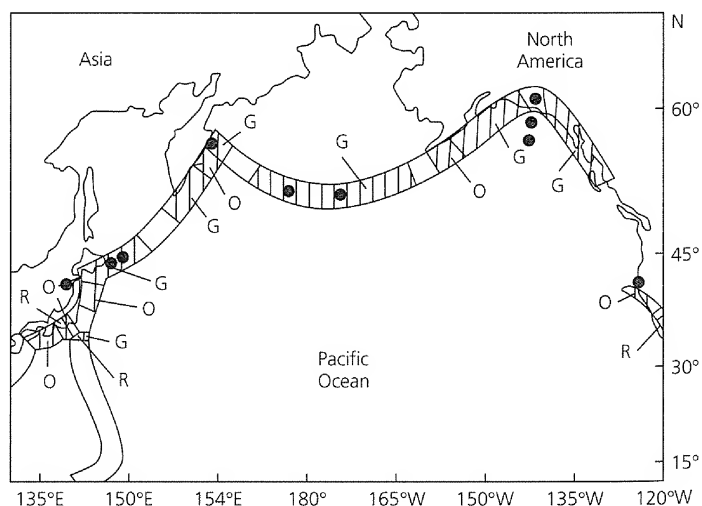 N
Asia
North
America
60°
G
G
O
G
O
G
G
45°
G
O
R
O
O
R
G
O
R
Pacific
Ocean
30°
15°
135°E 150°E 154°E 180° 165°W 150°W 135°W 120°W